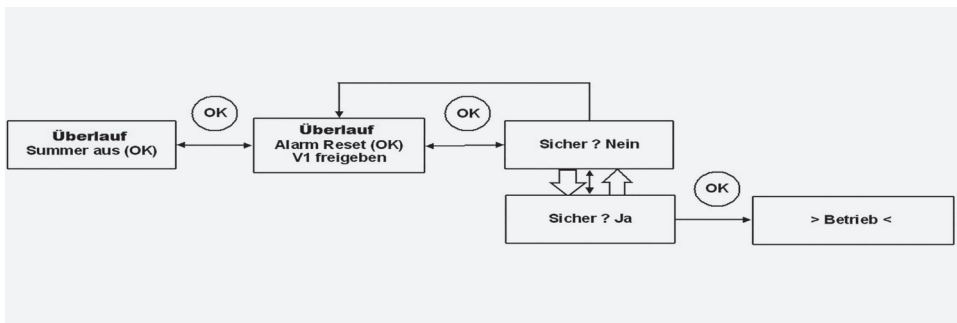 OK
OK
Überlauf
Summer aus (OK)
Überlauf
Alarm Reset (OK)
V1 freigeben
Sicher ? Nein
Sicher ? Ja
OK
> Betrieb <